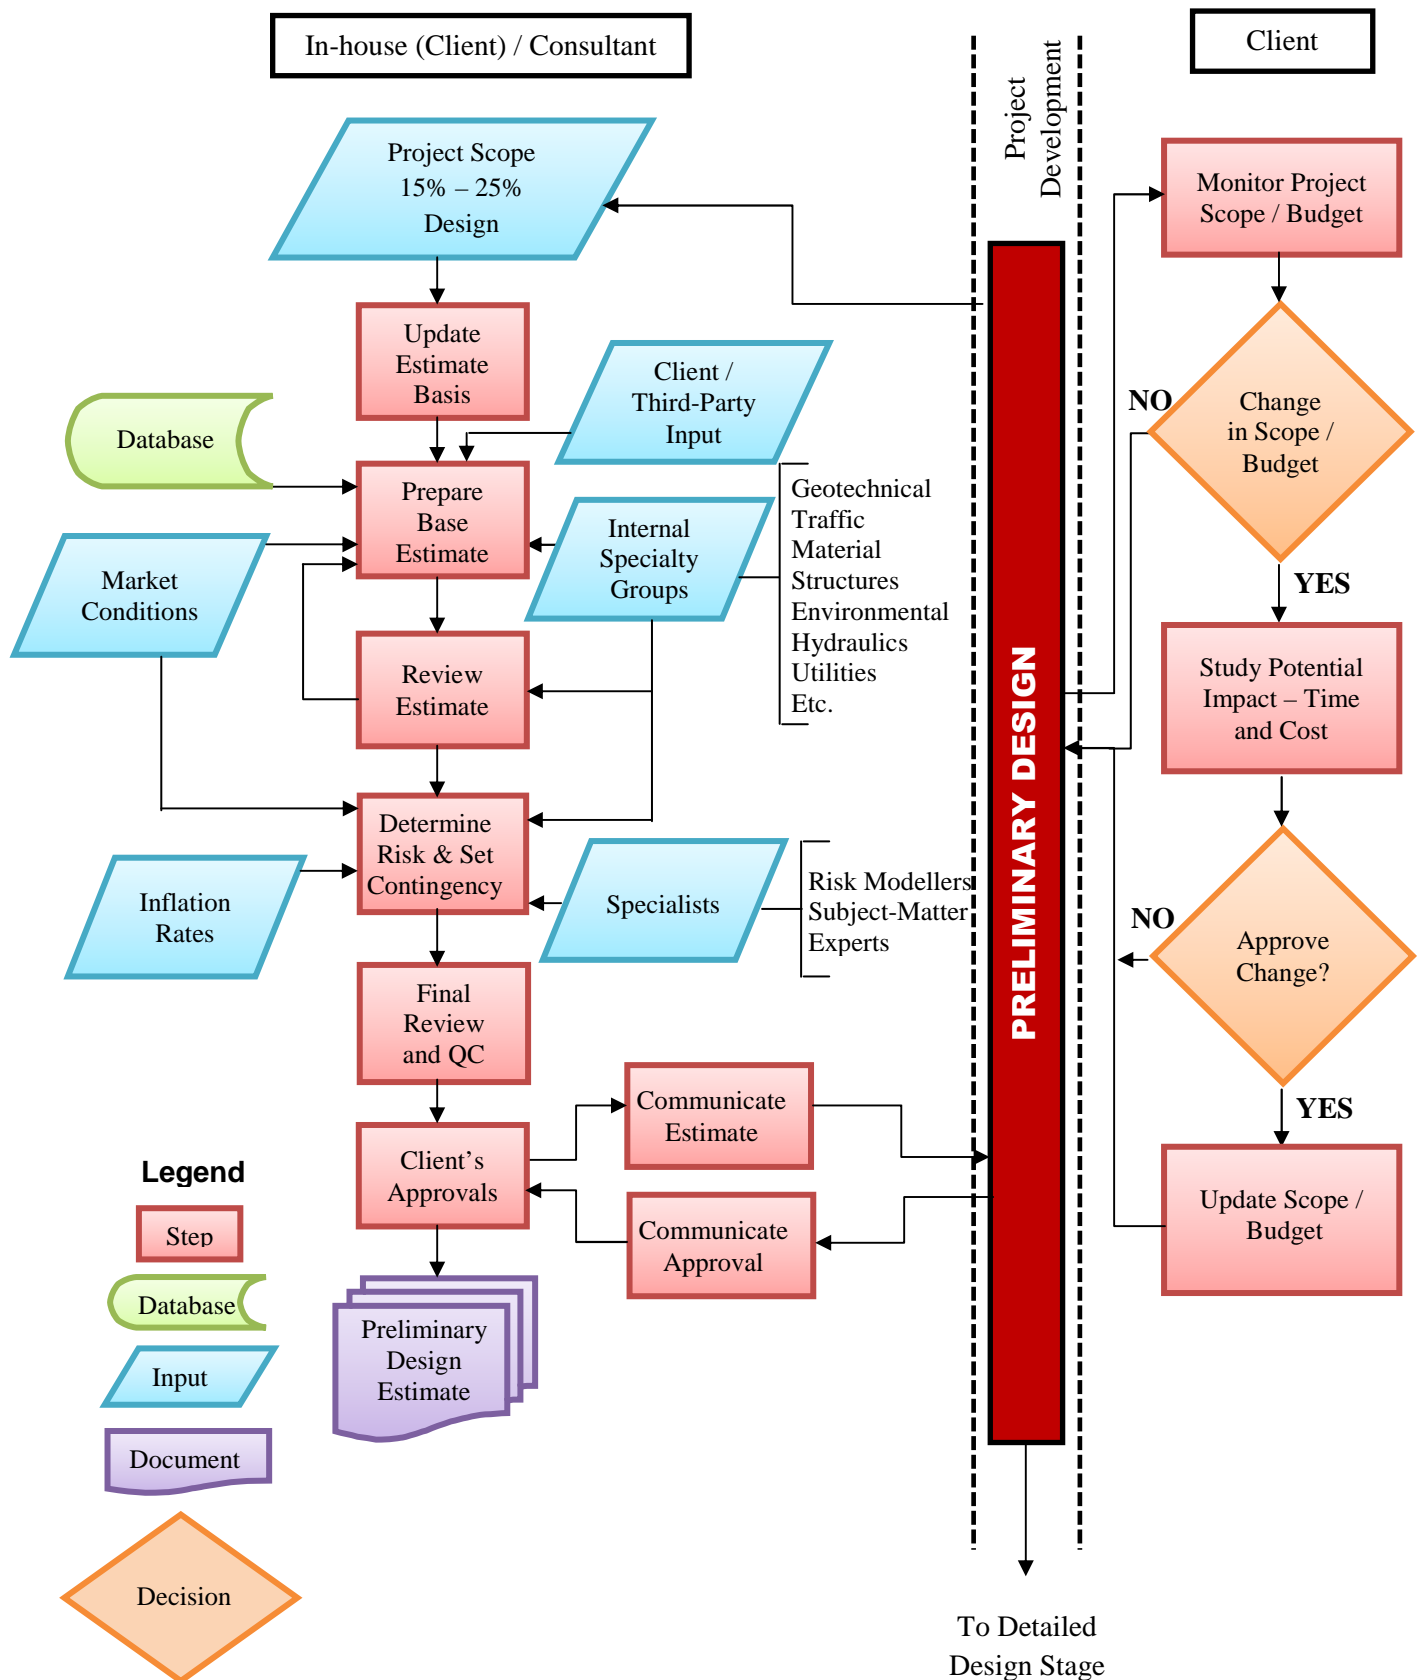 In-house (Client) / Consultant
Project Scope
15% – 25%
Design
Update
Estimate
Basis
Client /
Third-Party
Input
Database
Prepare
Base
Estimate
Internal
Specialty
Groups
Geotechnical
Traffic
Material
Structures
Environmental
Hydraulics
Utilities
Etc.
Market
Conditions
Review
Estimate
Determine
Risk & Set
Contingency
Inflation
Rates
Specialists
Risk Modellers
Subject-Matter
Experts
Final
Review
and QC
Client’s
Approvals
Communicate
Estimate
Communicate
Approval
Preliminary
Design
Estimate
Legend
Step
Database
Input
Document
Decision
Project
Development
PRELIMINARY DESIGN
To Detailed
Design Stage
Client
Monitor Project
Scope / Budget
Change
in Scope /
Budget
NO
YES
Study Potential
Impact – Time
and Cost
Approve
Change?
NO
YES
Update Scope /
Budget